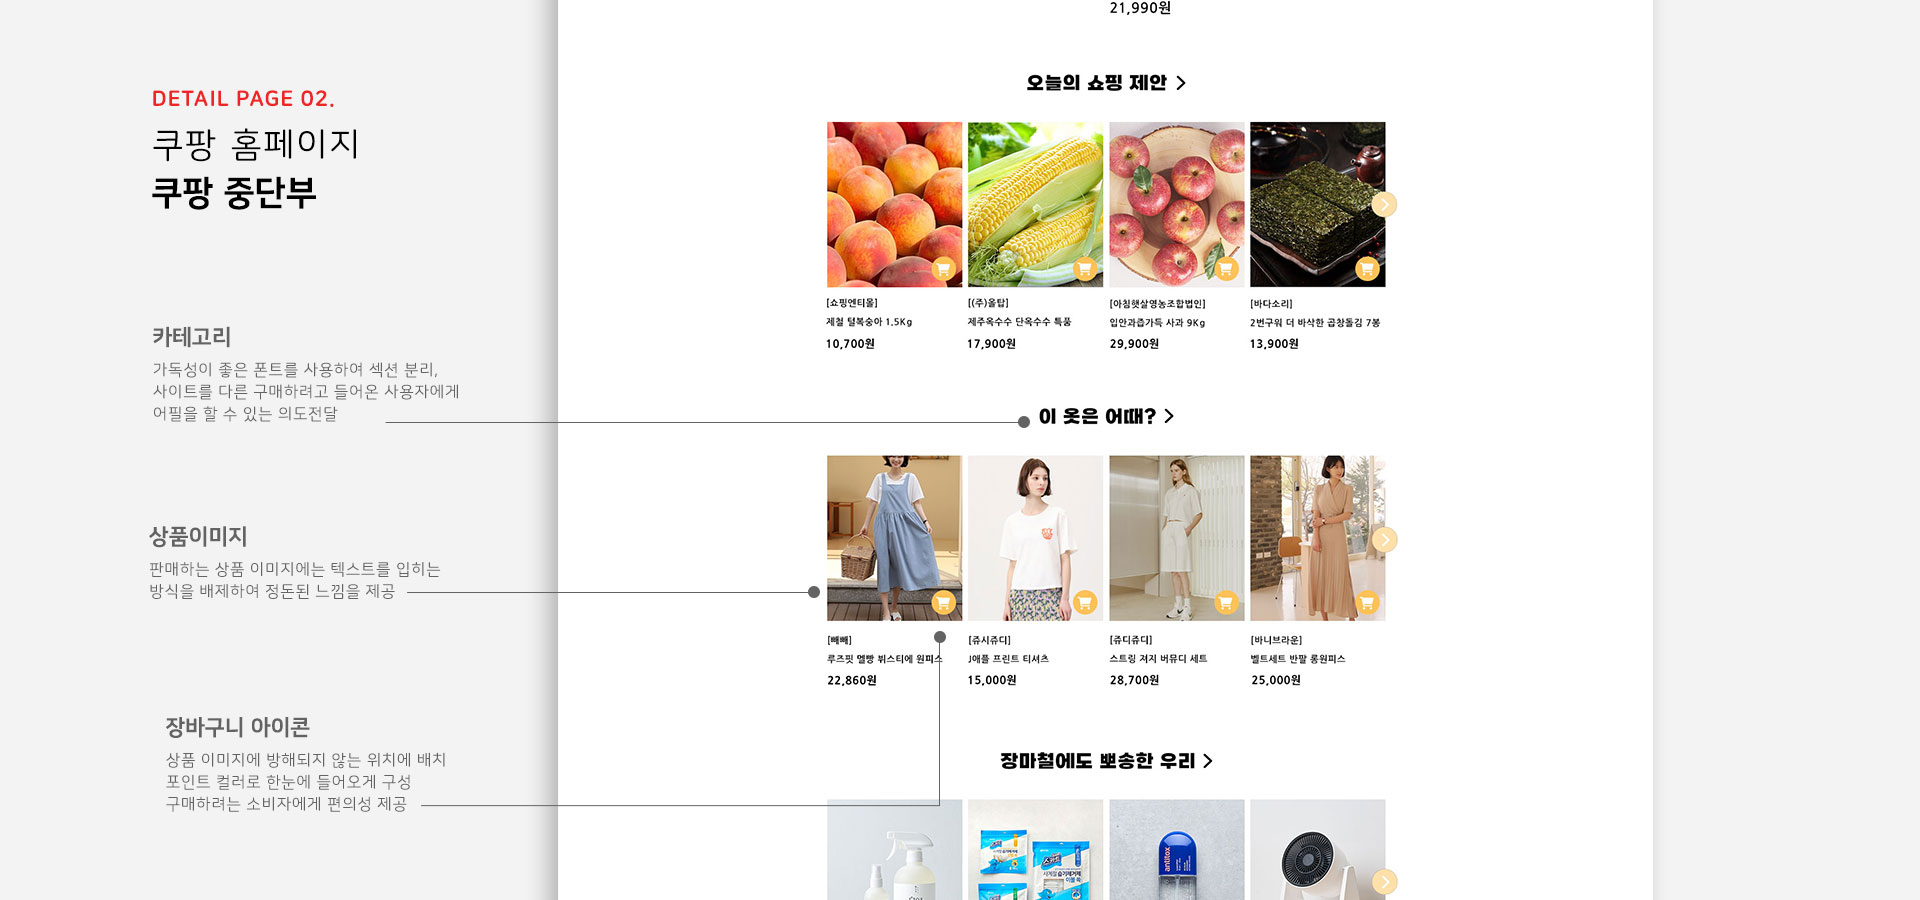 DETAIL PAGE 02.
쿠팡 홈페이지
쿠팡 중단부
카테고리
가독성이 좋은 폰트를 사용하여 섹션 분리,
사이트를 다른 구매하려고 들어온 사용자에게
어필을 할 수 있는 의도전달
상품이미지
판매하는 상품 이미지에는 텍스트를 입히는
방식을 배제하여 정돈된 느낌을 제공
장바구니 아이콘
상품 이미지에 방해되지 않는 위치에 배치
포인트 컬러로 한눈에 들어오게 구성
구매하려는 소비자에게 편의성 제공
21,990원
오늘의 쇼핑 제안 >
[쇼핑엔티몰]
제철 털복숭아 1.5Kg
10,700원
[(주)올탑]
제주옥수수 단옥수수 특품
17,900원
[아침햇살영농조합법인]
입안과즙가득 사과 9Kg
29,900원
[바다소리]
2번구워 더 바삭한 곱창돌김 7봉
13,900원
이 옷은 어때? >
[빼빼]
루즈핏 멜빵 뷔스티에 원피스
22,860원
[쥬시쥬디]
J애플 프린트 티셔츠
15,000원
[쥬디쥬디]
스트링 져지 버뮤디 세트
28,700원
[바니브라운]
벨트세트 반팔 롱원피스
25,000원
장마철에도 뽀송한 우리 >
antitox